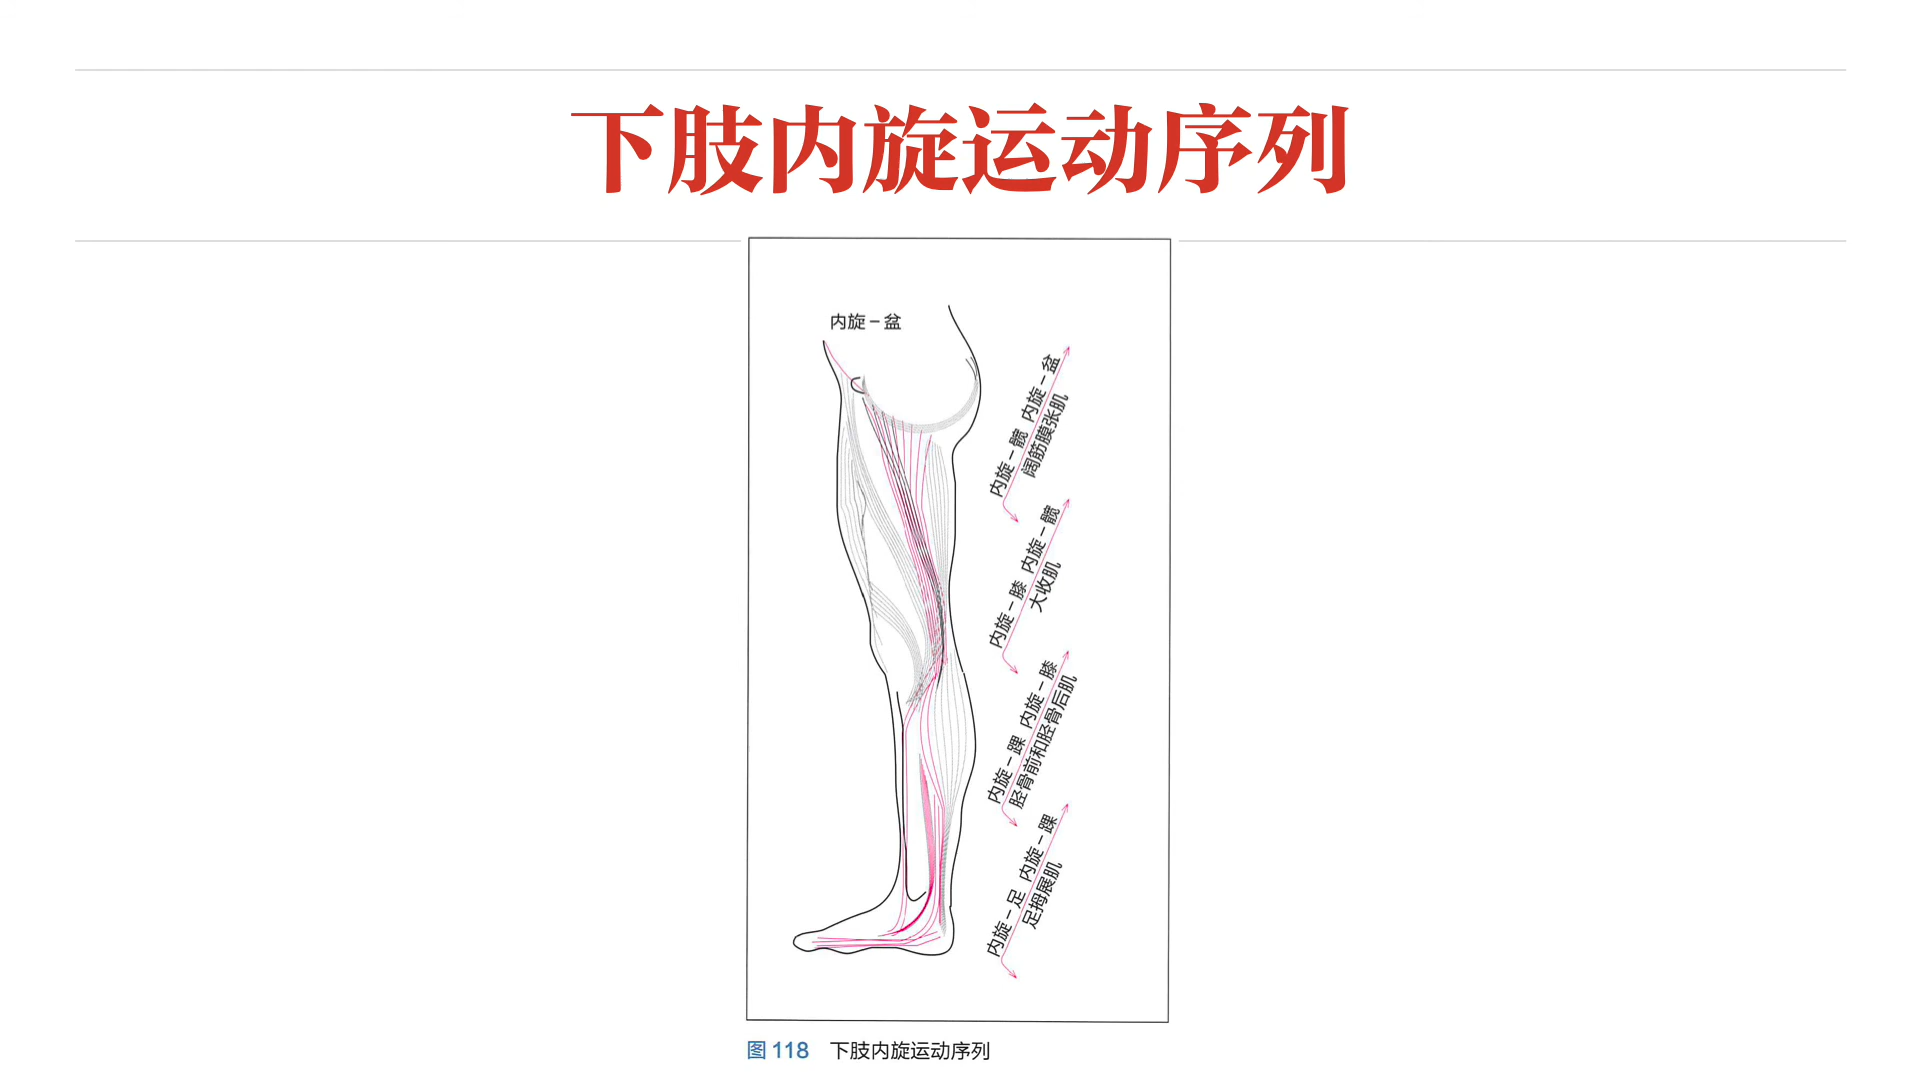 下肢内旋运动序列
内旋－盆
内旋－髋 内旋－盆
阔筋膜张肌
内旋－膝 内旋－髋
大收肌
内旋－踝 内旋－膝
胫骨前和胫骨后肌
内旋－足 内旋－踝
足拇展肌
图 118 下肢内旋运动序列